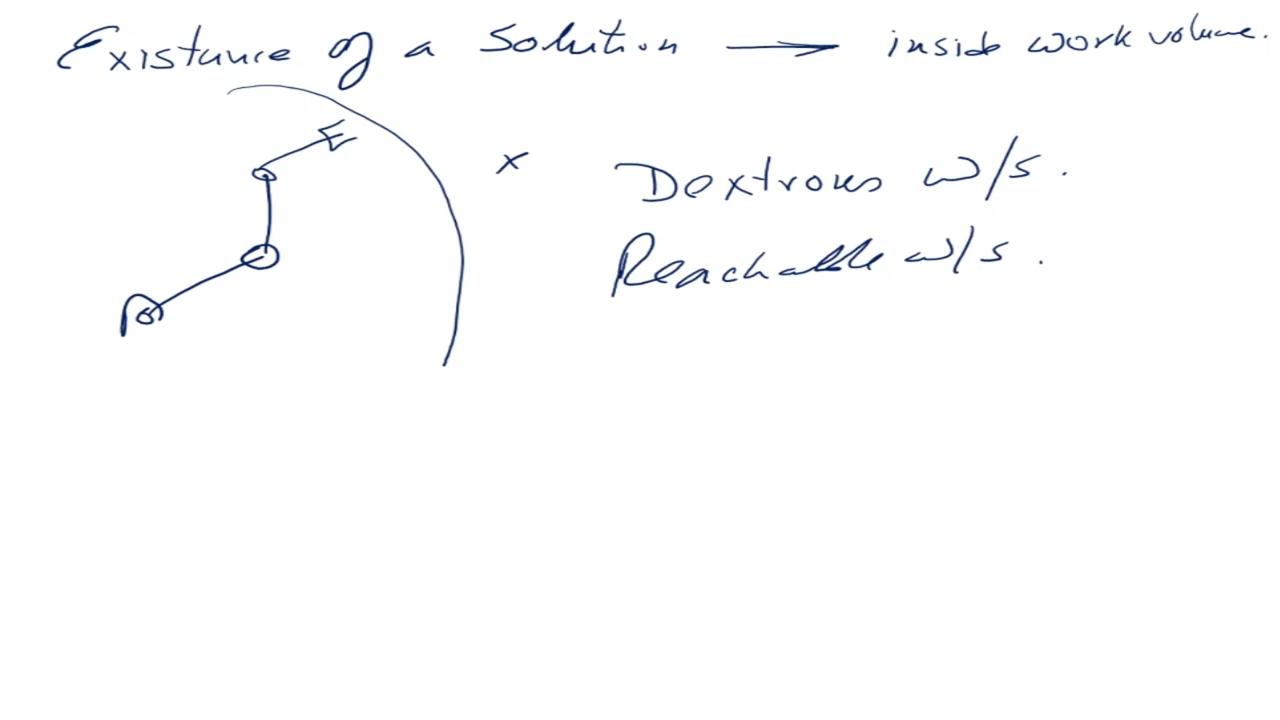 Existance of a solution → inside work volume.
x Dextrous w/s.
Reachable w/s.